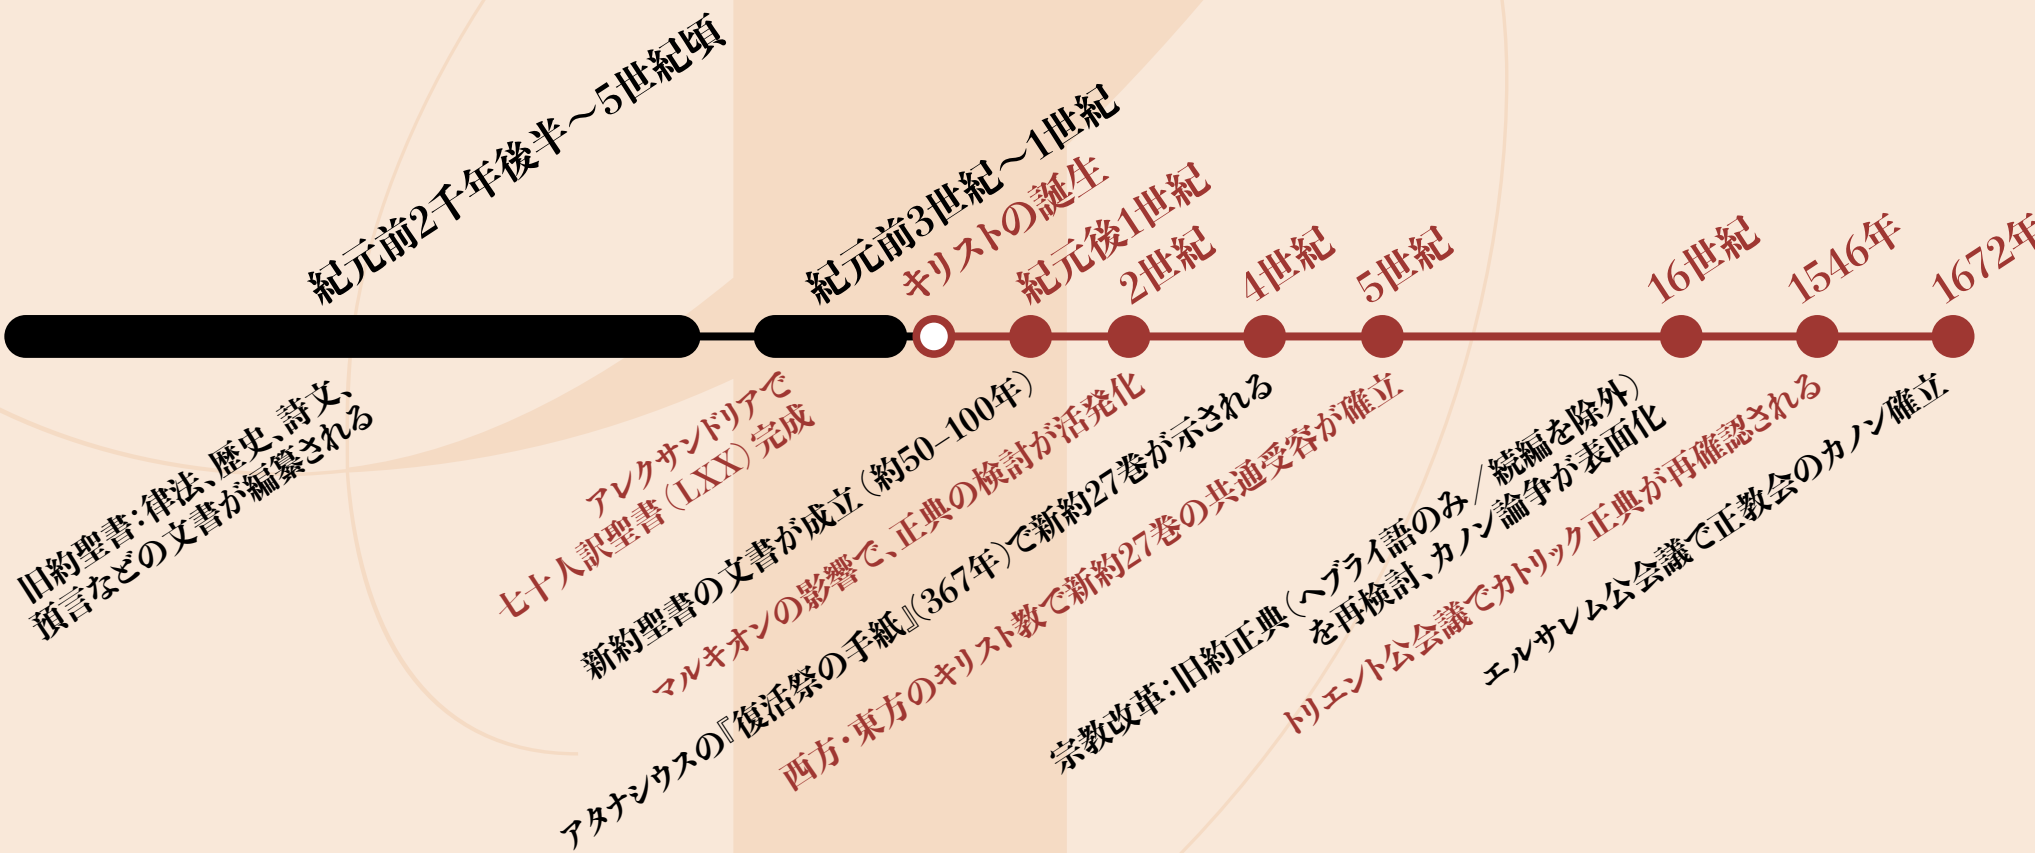 紀元前2千年後半〜5世紀頃
紀元前3世紀〜1世紀
キリストの誕生
紀元後1世紀
2世紀
4世紀
5世紀
16世紀
1546年
1672年
旧約聖書：律法、歴史、詩文、
預言などの文書が編纂される
アレクサンドリアで
七十人訳聖書（LXX）完成
新約聖書の文書が成立（約50–100年）
マルキオンの影響で、正典の検討が活発化
アタナシウスの『復活祭の手紙』（367年）で新約27巻が示される
西方・東方のキリスト教で新約27巻の共通受容が確立
宗教改革：旧約正典（ヘブライ語のみ / 続編を除外）
を再検討、カノン論争が表面化
トリエント公会議でカトリック正典が再確認される
エルサレム公会議で正教会のカノン確立